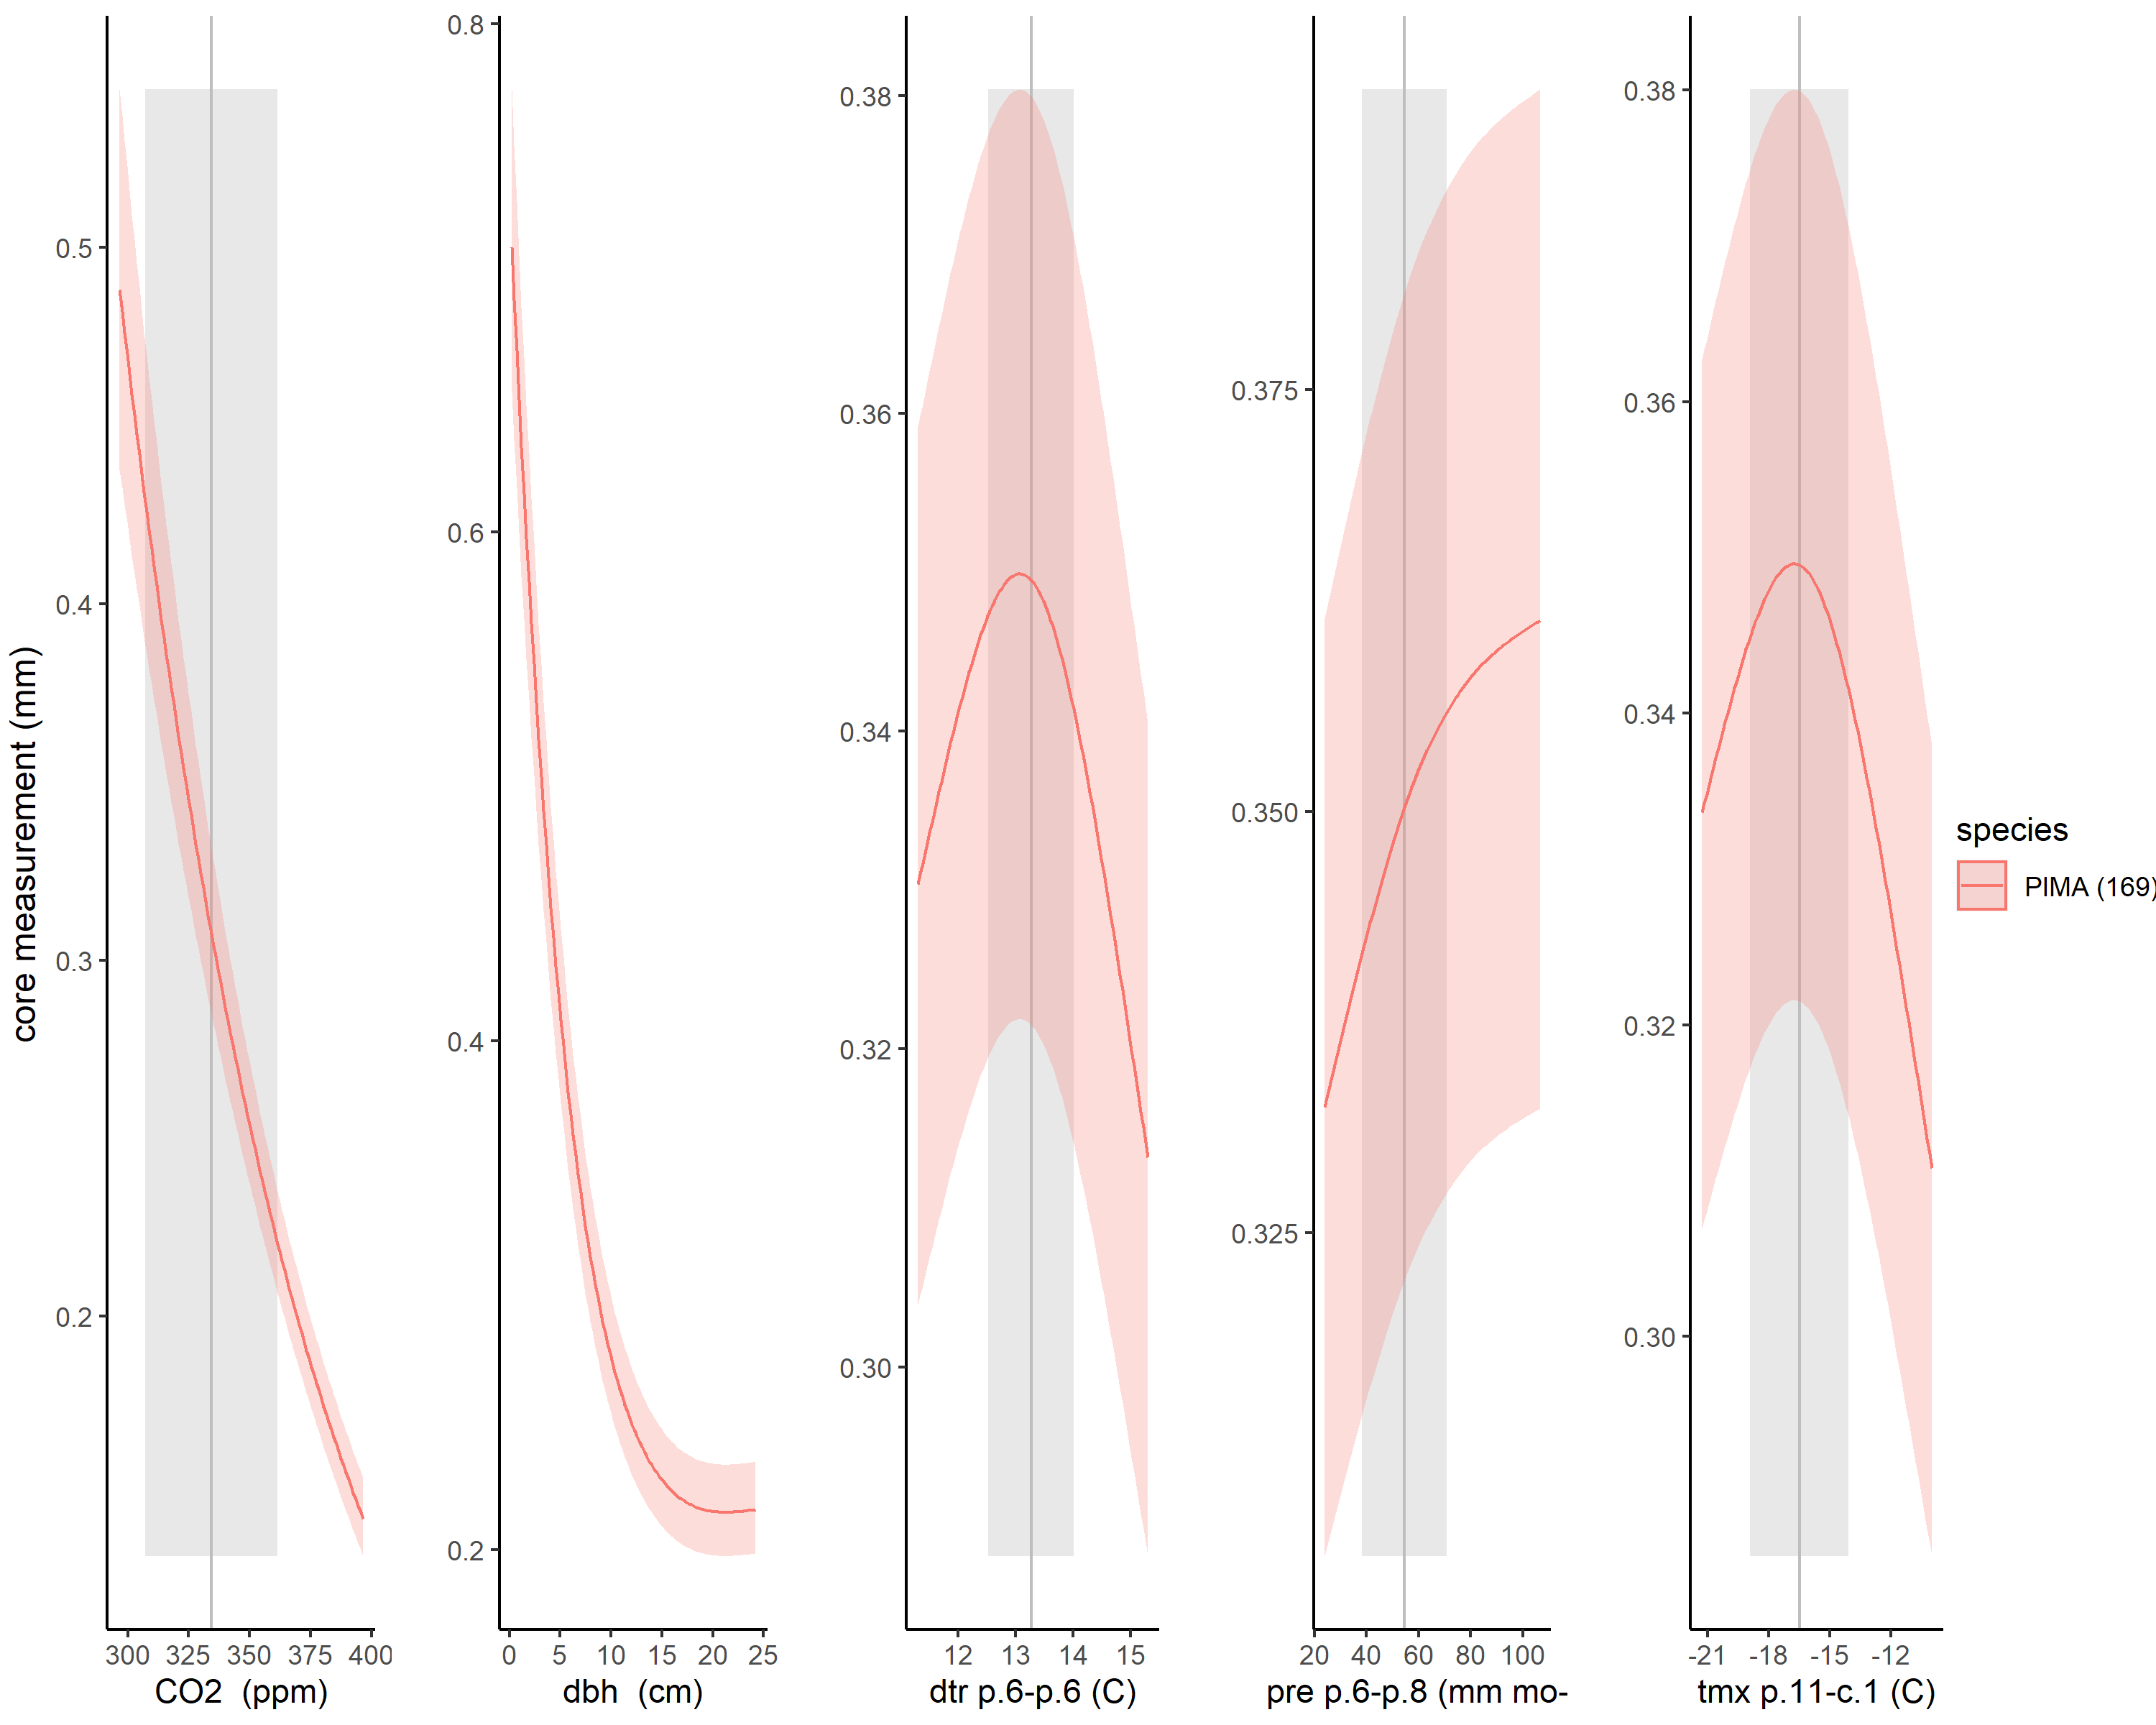 core measurement (mm)
0.5
0.4
0.3
0.2
300 325 350 375 400
CO2 (ppm)
0.8
0.6
0.4
0.2
0 5 10 15 20 25
dbh (cm)
0.38
0.36
0.34
0.32
0.30
12 13 14 15
dtr p.6-p.6 (C)
0.375
0.350
0.325
20 40 60 80 100
pre p.6-p.8 (mm mo-
0.38
0.36
0.34
0.32
0.30
-21 -18 -15 -12
tmx p.11-c.1 (C)
species
PIMA (169)